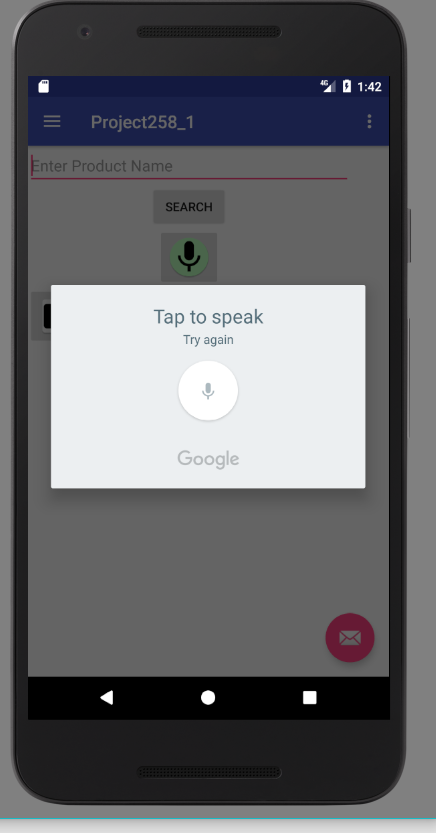 4G 1:42
Project258_1
Enter Product Name
SEARCH
Tap to speak
Try again
Google